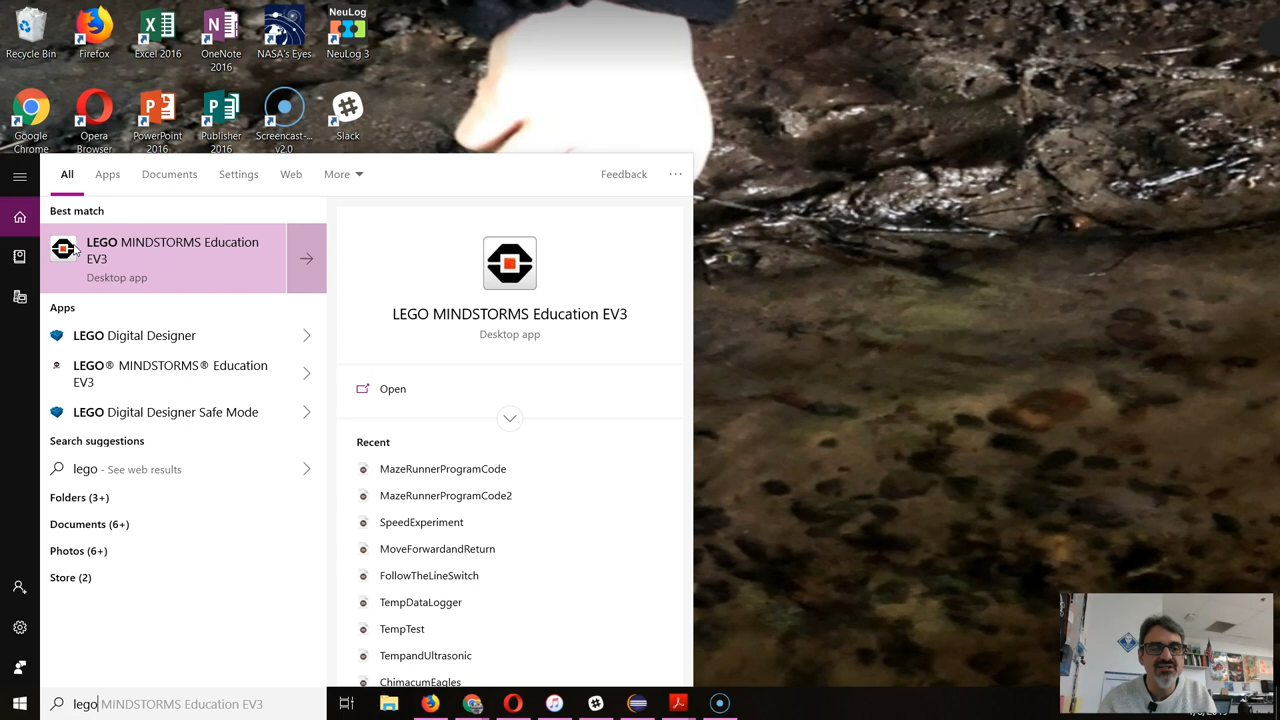 Recycle Bin
Firefox
Excel 2016
OneNote
2016
NASA's Eyes
NeuLog
NeuLog 3
Google
Chrome
Opera
Browser
PowerPoint
2016
Publisher
2016
Screencast-...
v2.0
Slack
All
Apps
Documents
Settings
Web
More
Feedback
Best match
LEGO MINDSTORMS Education
EV3
Desktop app
Apps
LEGO Digital Designer
LEGO® MINDSTORMS® Education
EV3
LEGO Digital Designer Safe Mode
Search suggestions
lego - See web results
Folders (3+)
Documents (6+)
Photos (6+)
Store (2)
LEGO MINDSTORMS Education EV3
Desktop app
Open
Recent
MazeRunnerProgramCode
MazeRunnerProgramCode2
SpeedExperiment
MoveForwardandReturn
FollowTheLineSwitch
TempDataLogger
TempTest
TempandUltrasonic
ChimacumEagles
lego MINDSTORMS Education EV3